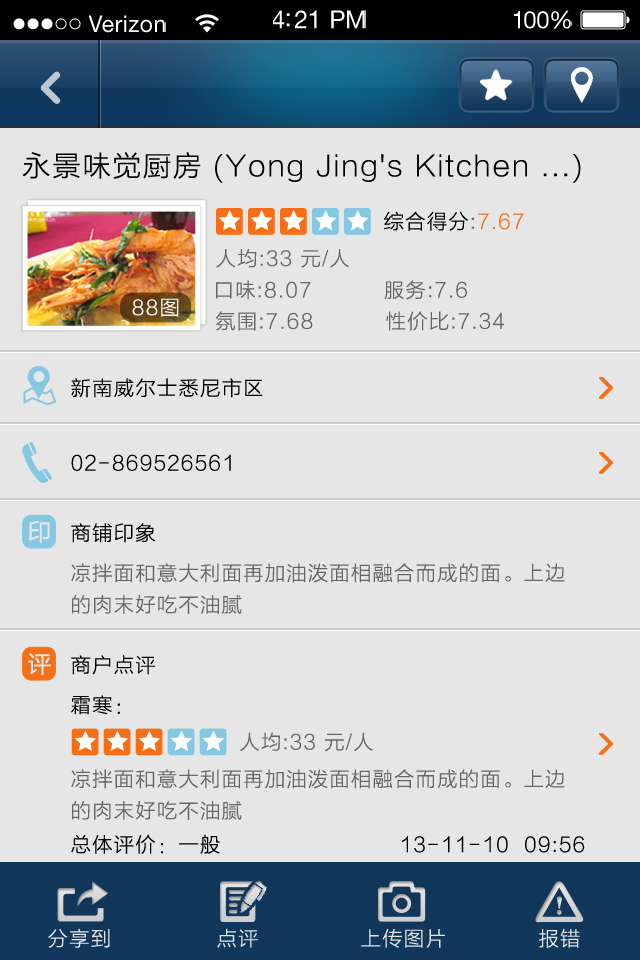 Verizon 4:21 PM 100%
永景味觉厨房 (Yong Jing's Kitchen ...)
综合得分:7.67
人均:33 元/人
口味:8.07 服务:7.6
88图
氛围:7.68 性价比:7.34
新南威尔士悉尼市区
02-869526561
印 商铺印象
凉拌面和意大利面再加油泼面相融合而成的面。上边
的肉末好吃不油腻
评 商户点评
霜寒:
人均:33 元/人
凉拌面和意大利面再加油泼面相融合而成的面。上边
的肉末好吃不油腻
总体评价: 一般 13-11-10 09:56
分享到 点评 上传图片 报错